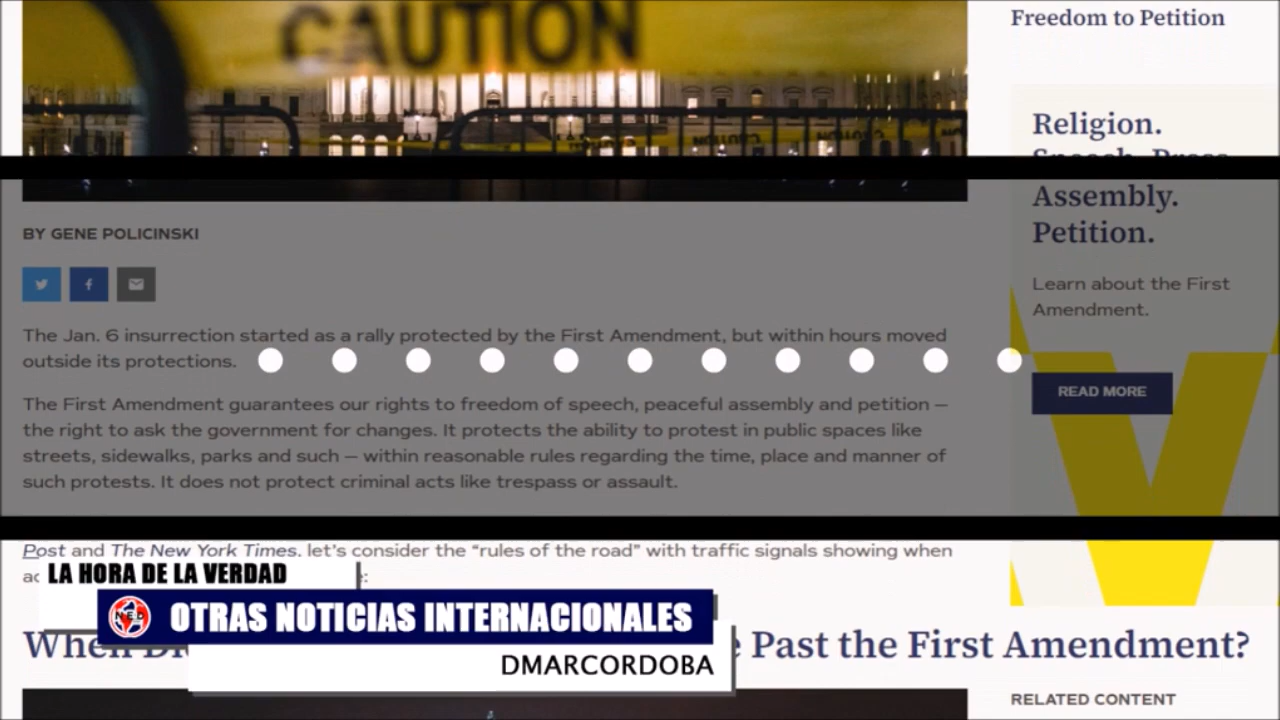 CAUTION
Freedom to Petition
Religion.
Speech. Press.
Assembly.
Petition.
Learn about the First
Amendment.
READ MORE
BY GENE POLICINSKI
The Jan. 6 insurrection started as a rally protected by the First Amendment, but within hours moved
outside its protections.
The First Amendment guarantees our rights to freedom of speech, peaceful assembly and petition —
the right to ask the government for changes. It protects the ability to protest in public spaces like
streets, sidewalks, parks and such — within reasonable rules regarding the time, place and manner of
such protests. It does not protect criminal acts like trespass or assault.
Post and The New York Times. let’s consider the “rules of the road” with traffic signals showing when
LA HORA DE LA VERDAD
OTRAS NOTICIAS INTERNACIONALES
DMARCORDOBA
When Past the First Amendment?
RELATED CONTENT